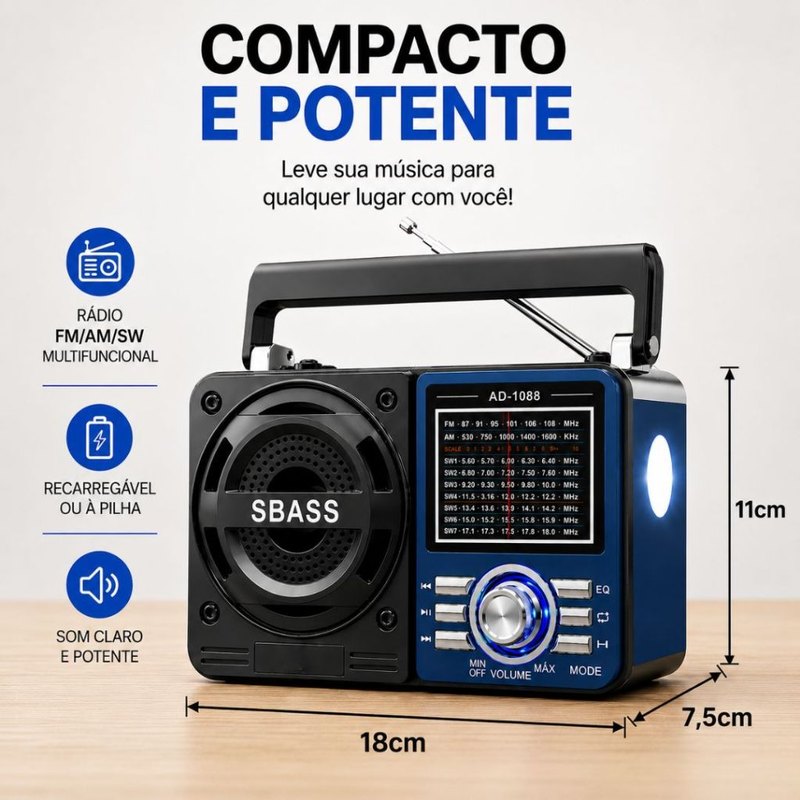 COMPACTO
E POTENTE
Leve sua música para
qualquer lugar com você!
RÁDIO
FM/AM/SW
MULTIFUNCIONAL
RECARREGÁVEL
OU À PILHA
SOM CLARO
E POTENTE
SBASS
AD-1088
FM · 87 · 91 · 95 · 101 · 106 · 108 · MHz
AM · 530 · 750 · 1000 · 1400 · 1600 · KHz
SW1 · 5.60 · 5.70 · 6.00 · 6.30 · 6.40 · MHz
SW2 · 6.80 · 7.00 · 7.20 · 7.50 · 7.60 · MHz
SW3 · 9.20 · 9.30 · 9.50 · 9.80 · 10.0 · MHz
SW4 · 11.5 · 3.16 · 12.0 · 12.2 · 12.2 · MHz
SW5 · 13.4 · 13.6 · 13.9 · 14.1 · 14.2 · MHz
SW6 · 15.0 · 15.2 · 15.5 · 15.8 · 15.9 · MHz
SW7 · 17.1 · 17.3 · 17.5 · 17.8 · 18.0 · MHz
EQ
MIN
OFF VOLUME MÁX MODE
11cm
7,5cm
18cm